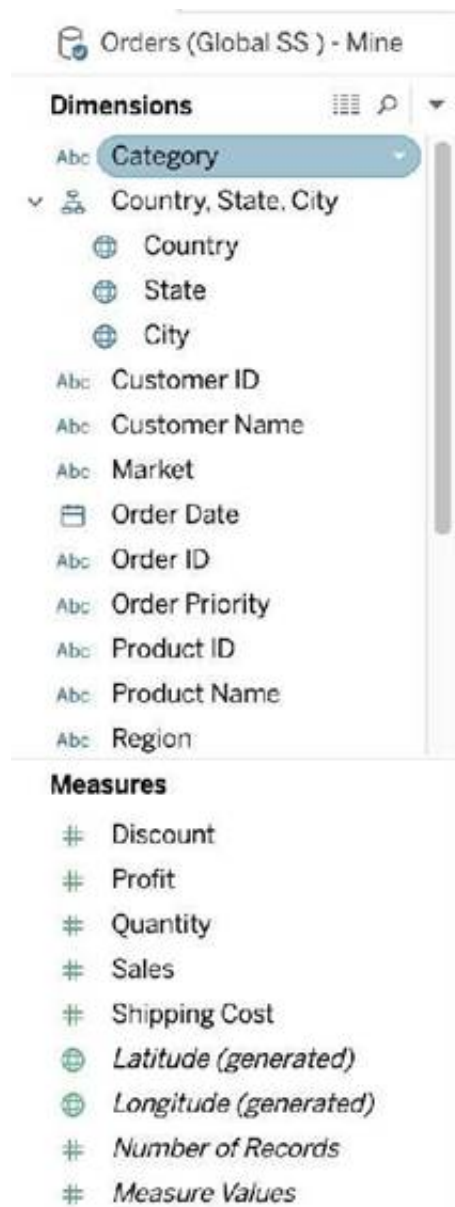 Orders (Global SS ) - Mine
Dimensions
Abc Category
Country, State, City
Country
State
City
Abc Customer ID
Abc Customer Name
Abc Market
Order Date
Abc Order ID
Abc Order Priority
Abc Product ID
Abc Product Name
Abc Region
Measures
# Discount
# Profit
# Quantity
# Sales
# Shipping Cost
Latitude (generated)
Longitude (generated)
# Number of Records
# Measure Values